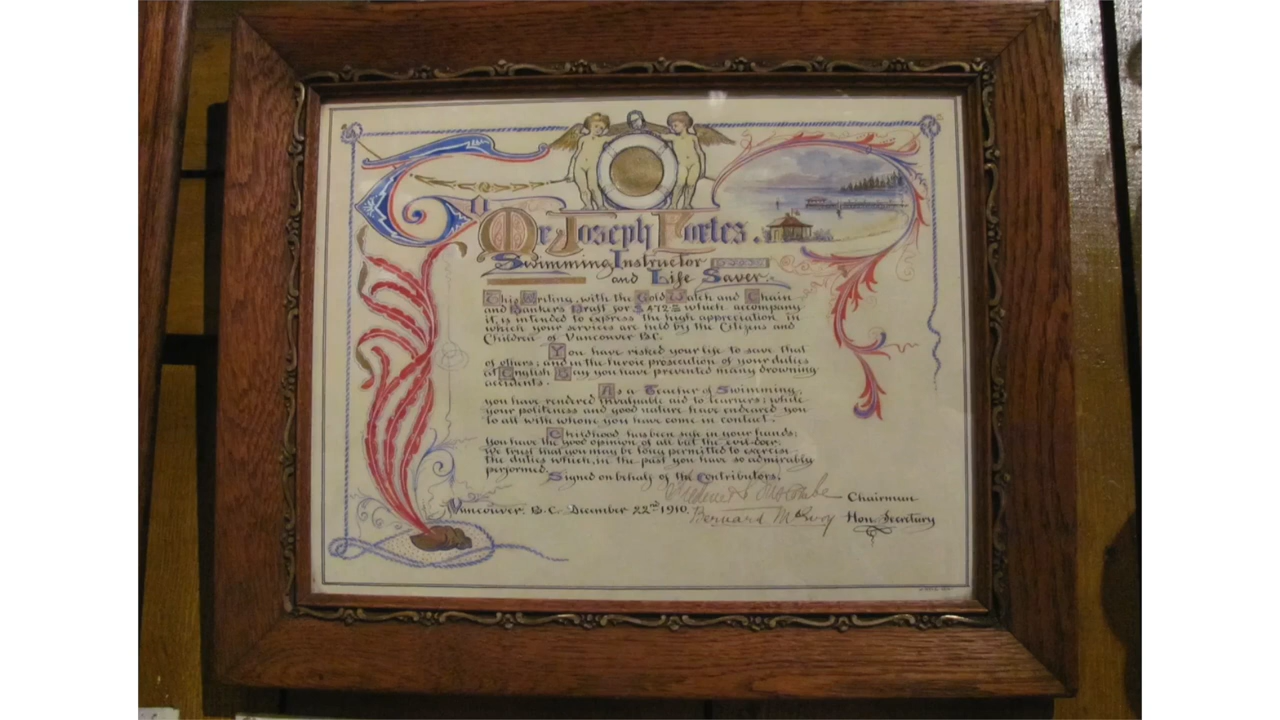 To
Mr Joseph Fortes.
Swimming Instructor
and Life Saver.
This Writing, with the Gold Watch and Chain
and Bankers Draft for $472 which accompany
it, is intended to express the high appreciation in
which your services are held by the Citizens and
Children of Vancouver B.C.
You have risked your life to save that
of others; and in the heroic prosecution of your duties
at English Bay you have prevented many drowning
accidents.
As a Teacher of Swimming,
you have rendered invaluable aid to learners; while
your politeness and good nature have endeared you
to all with whom you have come in contact.
Childhood has been safe in your hands;
you have the good opinion of all but the evil-doer.
We trust that you may be long permitted to exercise
the duties which, in the past you have so admirably
performed.
Signed on behalf of the Contributors,
Chairman
Vancouver. B.C. December 22nd 1910. Bernard McEvoy Hon. Secretary